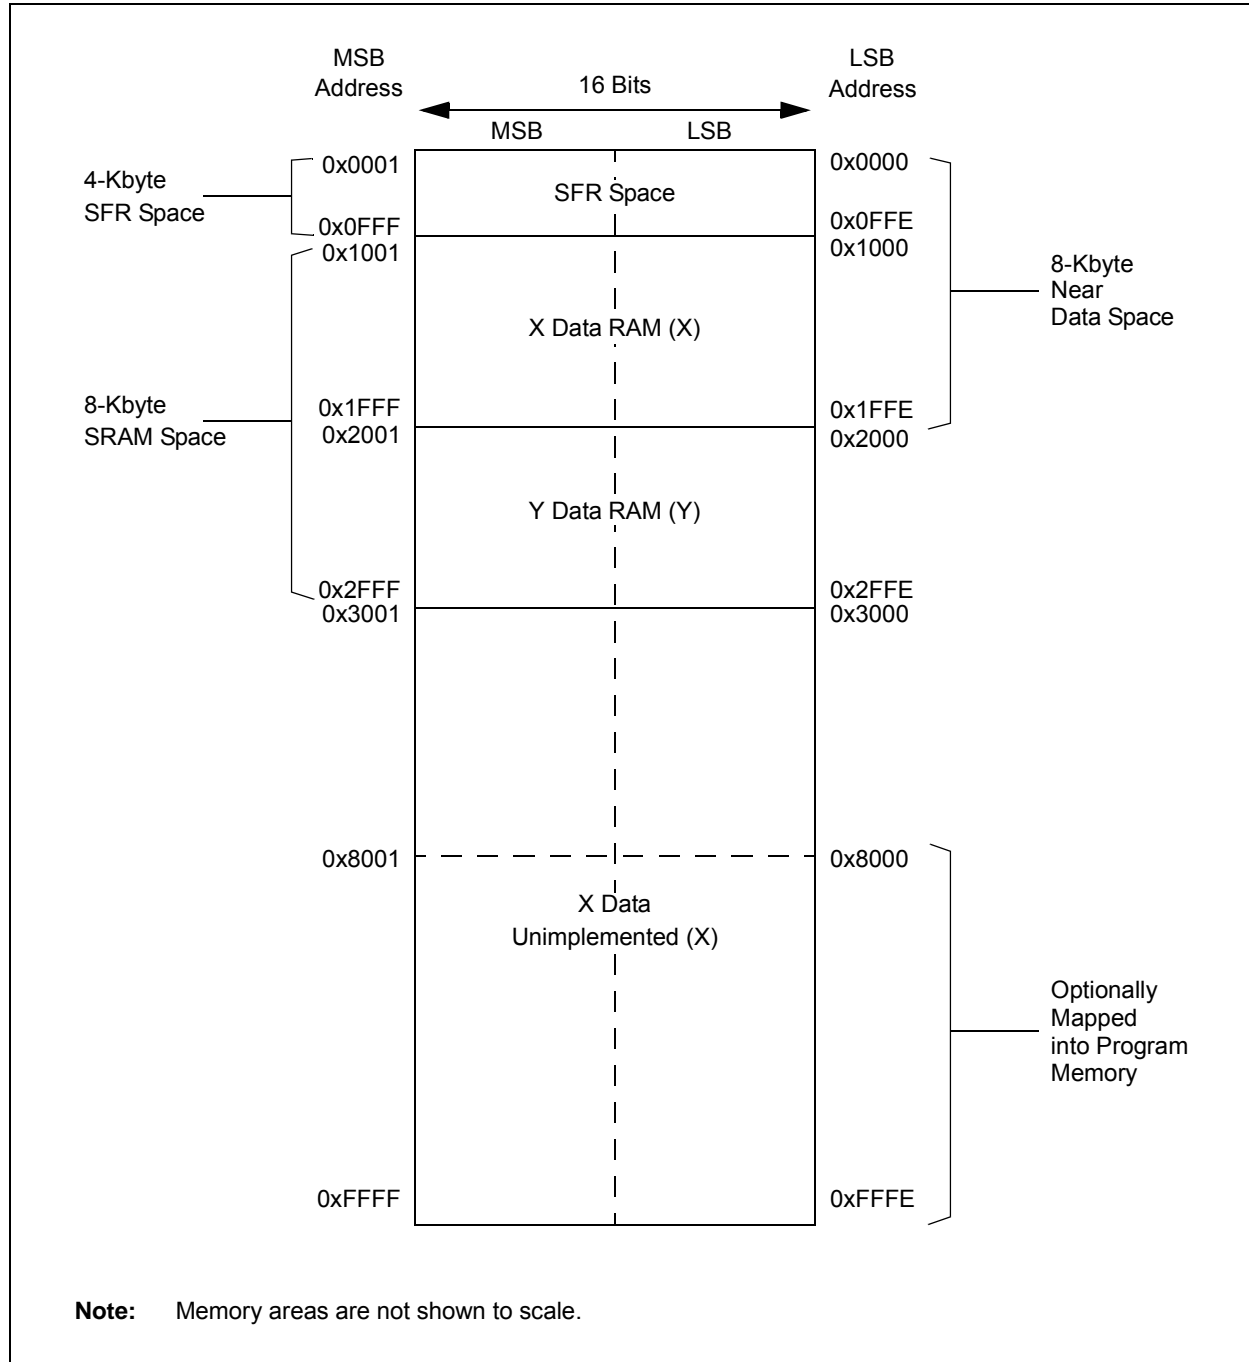 MSB
Address
LSB
Address
16 Bits
MSB
LSB
4-Kbyte
SFR Space
0x0001
0x0000
SFR Space
0x0FFF
0x0FFE
0x1001
0x1000
8-Kbyte
Near
Data Space
X Data RAM (X)
8-Kbyte
SRAM Space
0x1FFF
0x1FFE
0x2001
0x2000
Y Data RAM (Y)
0x2FFF
0x2FFE
0x3001
0x3000
0x8001
0x8000
X Data
Unimplemented (X)
Optionally
Mapped
into Program
Memory
0xFFFF
0xFFFE
Note: Memory areas are not shown to scale.